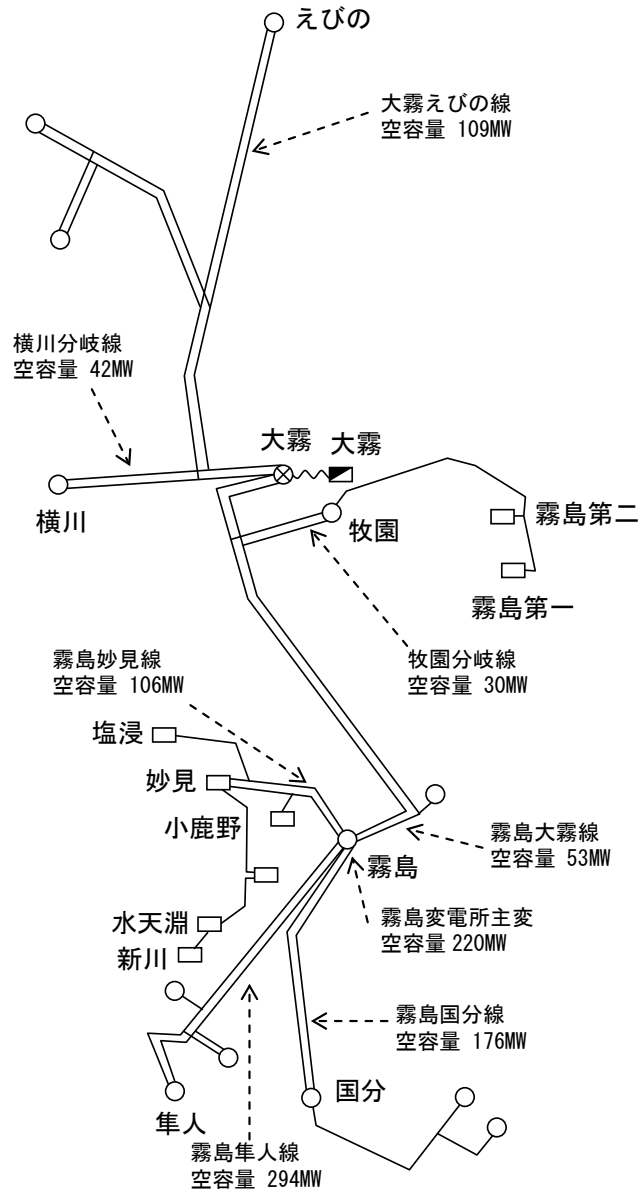 えびの
大霧えびの線
空容量 109MW
横川分岐線
空容量 42MW
大霧
大霧
横川
牧園
霧島第二
霧島第一
霧島妙見線
空容量 106MW
牧園分岐線
空容量 30MW
塩浸
妙見
小鹿野
霧島大霧線
空容量 53MW
霧島
水天淵
霧島変電所主変
空容量 220MW
新川
霧島国分線
空容量 176MW
国分
隼人
霧島隼人線
空容量 294MW